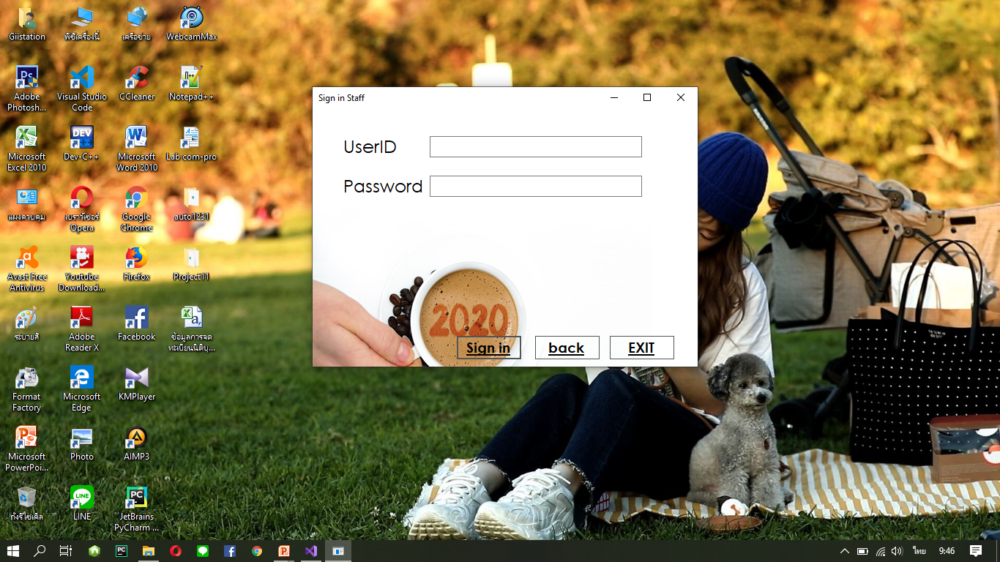 Giistation
พีซีเครื่องนี้
เครือข่าย
WebcamMax
Adobe
Photosh...
Visual Studio
Code
CCleaner
Notepad++
Microsoft
Excel 2010
Dev-C++
Microsoft
Word 2010
Lab com-pro
แผงควบคุม
เบราว์เซอร์
Opera
Google
Chrome
auto1231
Avast Free
Antivirus
Youtube
Download...
Firefox
Project11
ระบายสี
Adobe
Reader X
Facebook
ข้อมูลการจด
ทะเบียนนิติบุ...
Format
Factory
Microsoft
Edge
KMPlayer
Microsoft
PowerPoi...
Photo
AIMP3
ถังรีไซเคิล
LINE
JetBrains
PyCharm ...
Sign in Staff
UserID
Password
2020
Sign in
back
EXIT
ไทย
9:46